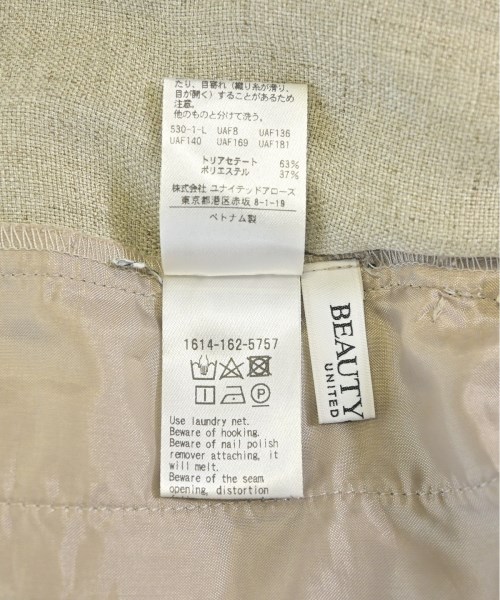 たり、目寄れ（織り糸が滑り、
目が開く）することがあるため
注意。
他のものと分けて洗う。
530-1-L UAF8 UAF136
UAF140 UAF169 UAF181
トリアセテート 63%
ポリエステル 37%
株式会社 ユナイテッドアローズ
東京都港区赤坂 8-1-19
ベトナム製
1614-162-5757
P
Use laundry net.
Beware of hooking.
Beware of nail polish
remover attaching, it
will melt.
Beware of the seam
opening, distortion
BEAUTY
UNITED